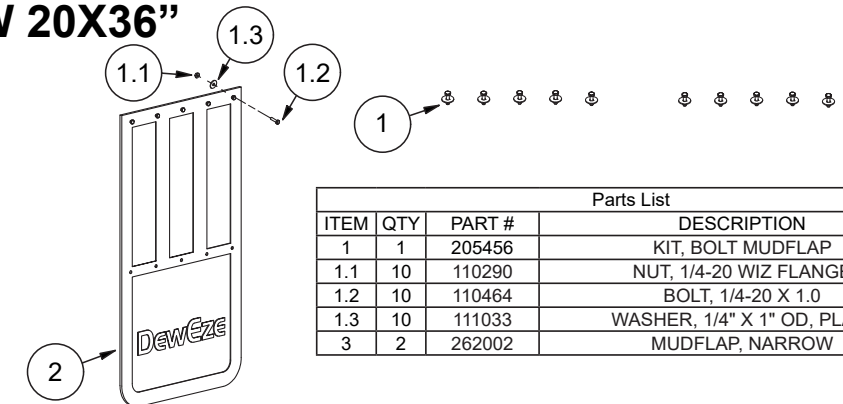 20X36”
1.1
1.3
1.2
1
2
DEWEZE
Parts List
ITEM QTY PART # DESCRIPTION
1 1 205456 KIT, BOLT MUDFLAP
1.1 10 110290 NUT, 1/4-20 WIZ FLANGE
1.2 10 110464 BOLT, 1/4-20 X 1.0
1.3 10 111033 WASHER, 1/4" X 1" OD,
3 2 262002 MUDFLAP, NARROW